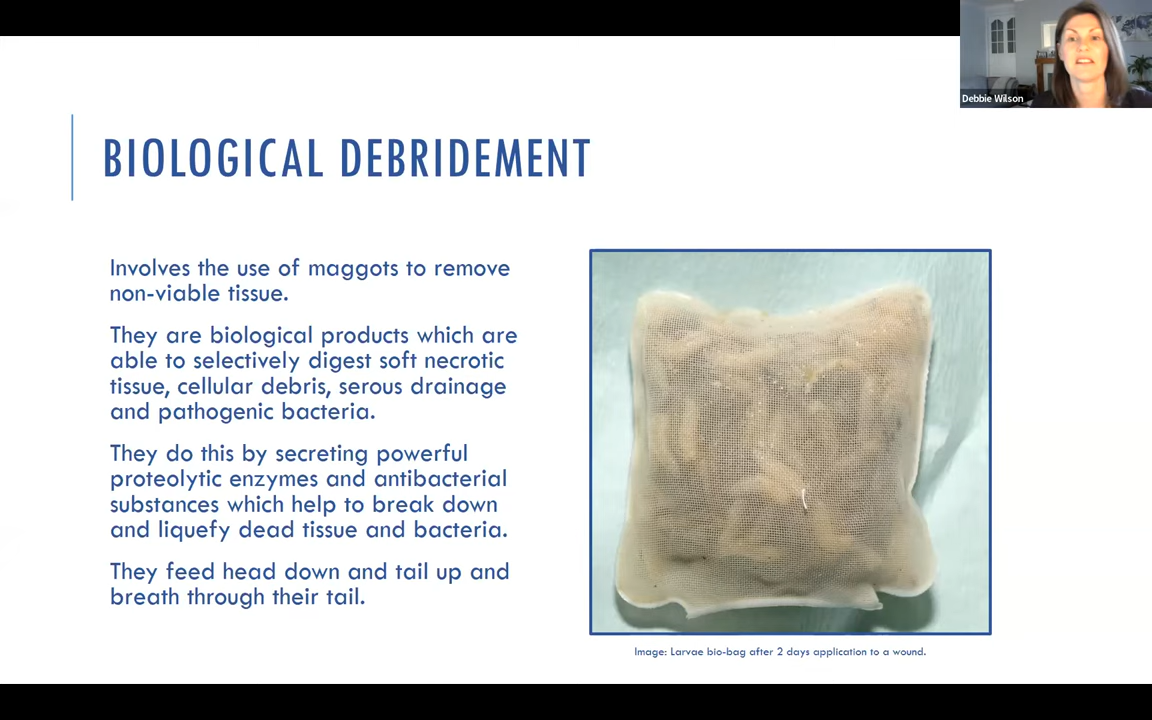 Debbie Wilson
BIOLOGICAL DEBRIDEMENT
Involves the use of maggots to remove
non-viable tissue.
They are biological products which are
able to selectively digest soft necrotic
tissue, cellular debris, serous drainage
and pathogenic bacteria.
They do this by secreting powerful
proteolytic enzymes and antibacterial
substances which help to break down
and liquefy dead tissue and bacteria.
They feed head down and tail up and
breath through their tail.
Image: Larvae bio-bag after 2 days application to a wound.